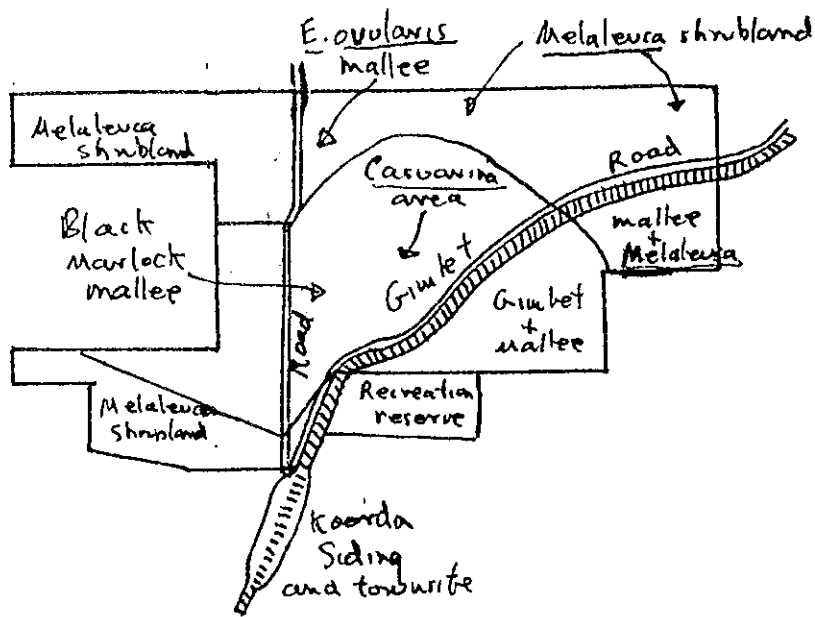 E. ovularis
mallee
Melaleuca shrubland
Melaleuca
shrubland
Road
Casuarina
area
Black
Marlock
mallee
mallee
+
Melaleuca
Gimlet
Gimlet
+
mallee
Road
Recreation
reserve
Melaleuca
Shrubland
Koorda
Siding
and townsite